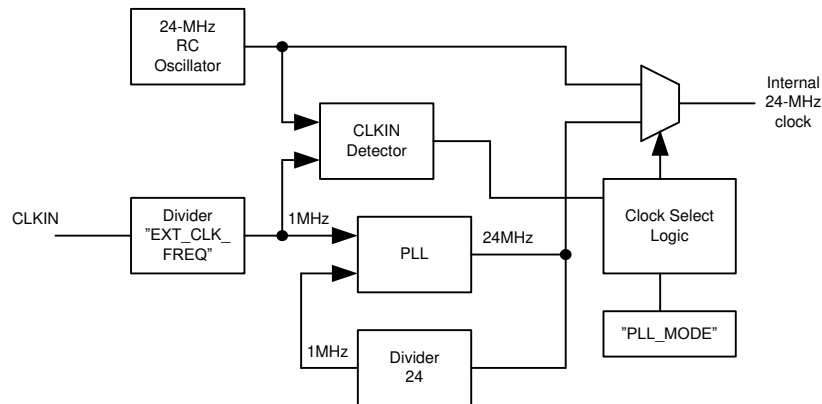 24-MHz
RC
Oscillator
Internal
24-MHz
clock
CLKIN
Detector
CLKIN
Divider
"EXT_CLK_
FREQ"
1MHz
PLL
24MHz
Clock Select
Logic
1MHz
Divider
24
"PLL_MODE"